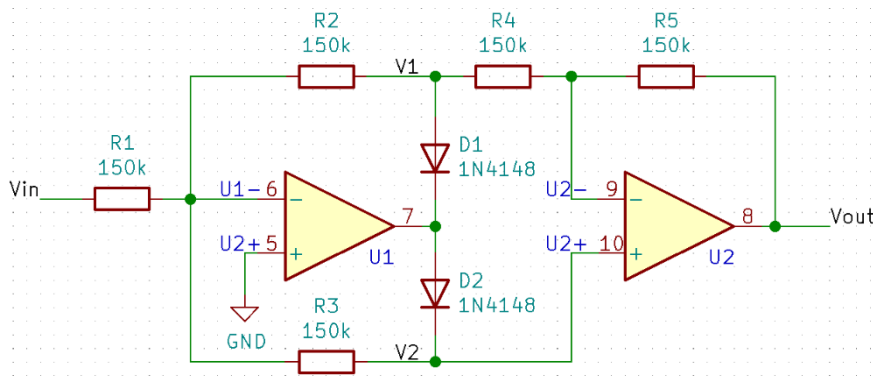 R2
150k
R4
150k
R5
150k
V1
R1
150k
D1
1N4148
Vin
U1-
6
7
U2-
9
8
Vout
U2+
5
U1
U2+
10
U2
D2
1N4148
GND
R3
150k
V2